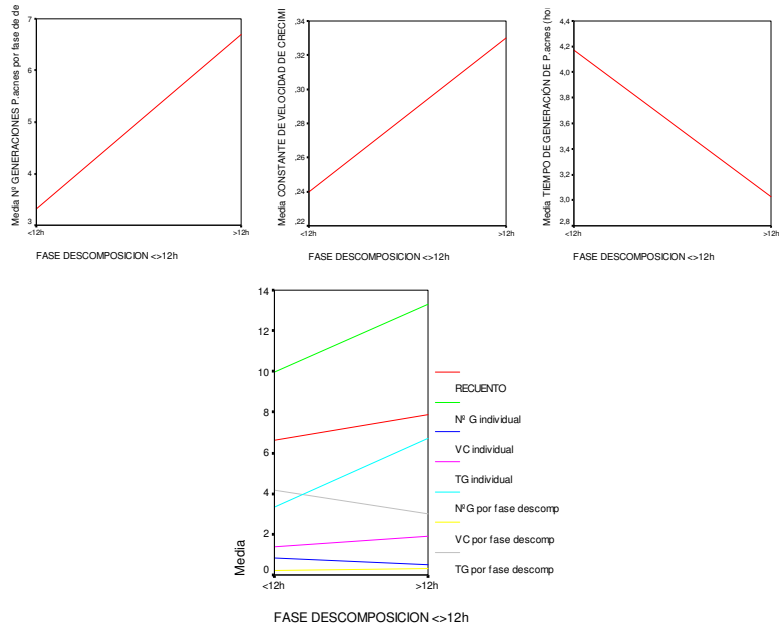 Media Nº GENERACIONES P.acnes por fase de de
7
6
5
4
3
<12h
>12h
FASE DESCOMPOSICION <>12h
Media CONSTANTE DE VELOCIDAD DE CRECIMI
,34
,32
,30
,28
,26
,24
,22
<12h
>12h
FASE DESCOMPOSICION <>12h
Media TIEMPO DE GENERACIÓN DE P.acnes (ho
4,4
4,2
4,0
3,8
3,6
3,4
3,2
3,0
2,8
<12h
>12h
FASE DESCOMPOSICION <>12h
Media
14
12
10
8
6
4
2
0
<12h
>12h
FASE DESCOMPOSICION <>12h
RECUENTO
Nº G individual
VC individual
TG individual
NºG por fase descomp
VC por fase descomp
TG por fase descomp